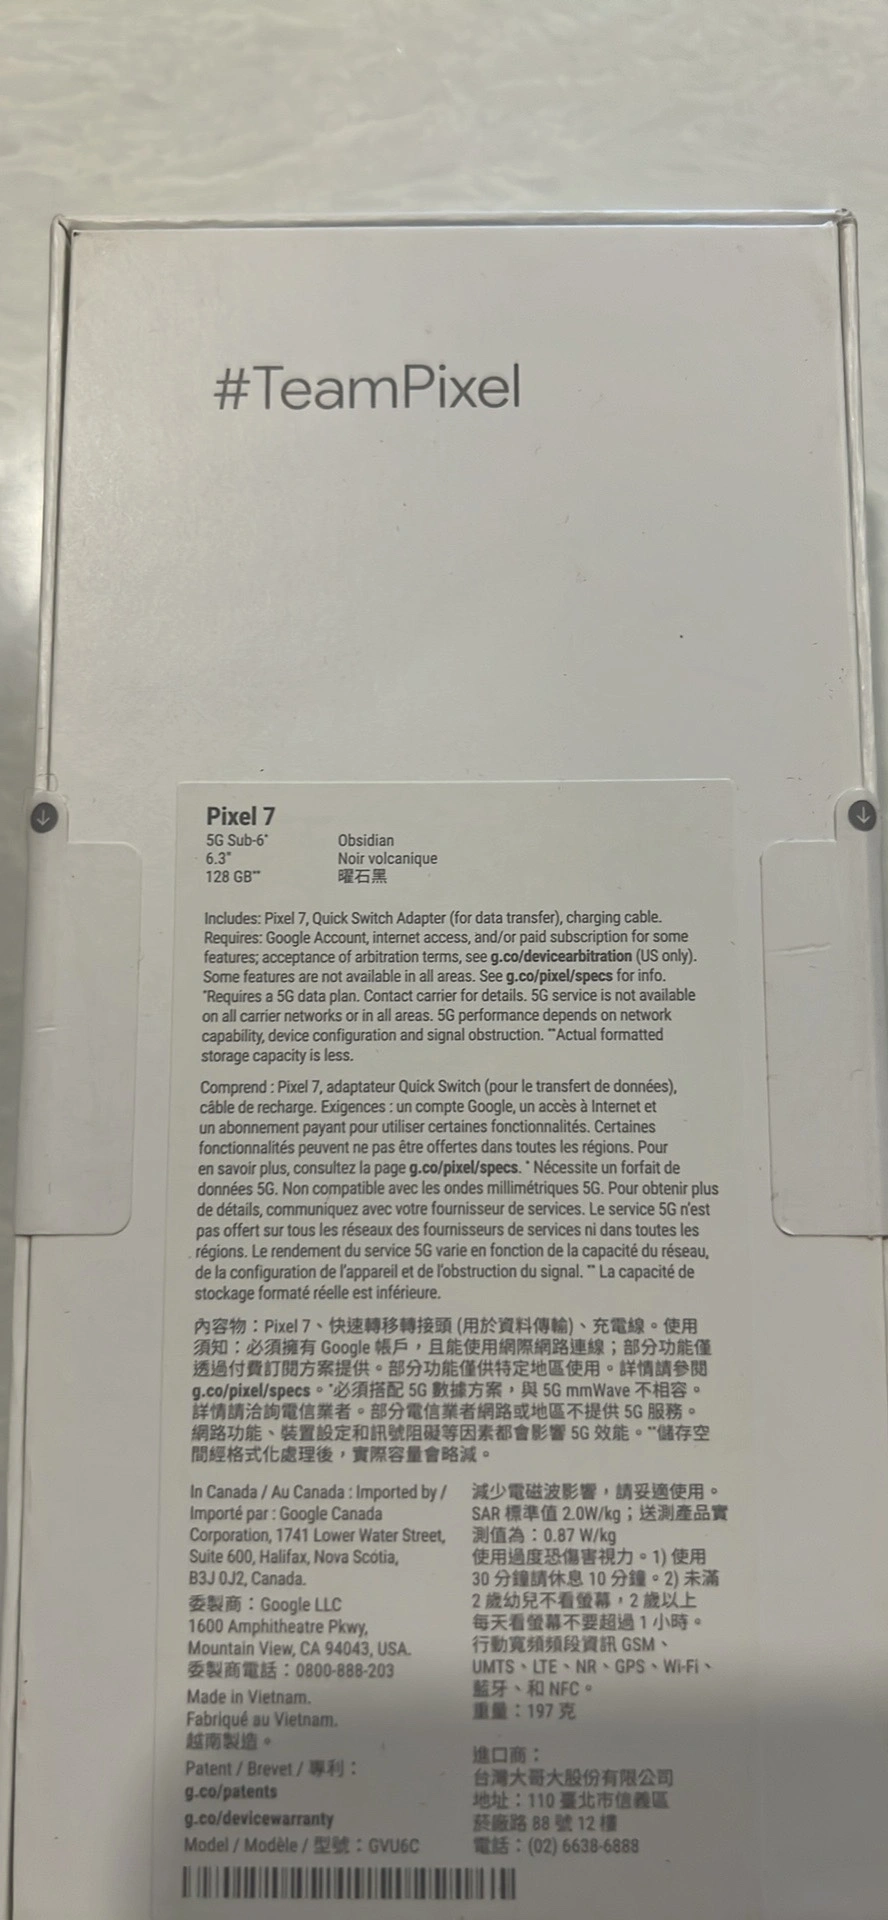 #TeamPixel
Pixel 7
5G Sub-6*
6.3"
128 GB**
Obsidian
Noir volcanique
曜石黑
Includes: Pixel 7, Quick Switch Adapter (for data transfer), charging cable.
Requires: Google Account, internet access, and/or paid subscription for some
features; acceptance of arbitration terms, see g.co/devicearbitration (US only).
Some features are not available in all areas. See g.co/pixel/specs for info.
*Requires a 5G data plan. Contact carrier for details. 5G service is not available
on all carrier networks or in all areas. 5G performance depends on network
capability, device configuration and signal obstruction. **Actual formatted
storage capacity is less.
Comprend : Pixel 7, adaptateur Quick Switch (pour le transfert de données),
câble de recharge. Exigences : un compte Google, un accès à Internet et
un abonnement payant pour utiliser certaines fonctionnalités. Certaines
fonctionnalités peuvent ne pas être offertes dans toutes les régions. Pour
en savoir plus, consultez la page g.co/pixel/specs. * Nécessite un forfait de
données 5G. Non compatible avec les ondes millimétriques 5G. Pour obtenir plus
de détails, communiquez avec votre fournisseur de services. Le service 5G n'est
pas offert sur tous les réseaux des fournisseurs de services ni dans toutes les
régions. Le rendement du service 5G varie en fonction de la capacité du réseau,
de la configuration de l'appareil et de l'obstruction du signal. ** La capacité de
stockage formaté réelle est inférieure.
內容物：Pixel 7、快速轉移轉接頭 (用於資料傳輸)、充電線。使用
須知：必須擁有 Google 帳戶，且能使用網際網路連線；部分功能僅
透過付費訂閱方案提供。部分功能僅供特定地區使用。詳情請參閱
g.co/pixel/specs。*必須搭配 5G 數據方案，與 5G mmWave 不相容。
詳情請洽詢電信業者。部分電信業者網路或地區不提供 5G 服務。
網路功能、裝置設定和訊號阻礙等因素都會影響 5G 效能。**儲存空
間經格式化處理後，實際容量會略減。
In Canada / Au Canada : Imported by /
Importé par : Google Canada
Corporation, 1741 Lower Water Street,
Suite 600, Halifax, Nova Scotia,
B3J 0J2, Canada.
委製商：Google LLC
1600 Amphitheatre Pkwy,
Mountain View, CA 94043, USA.
委製商電話：0800-888-203
Made in Vietnam.
Fabriqué au Vietnam.
越南製造。
Patent / Brevet / 專利：
g.co/patents
g.co/devicewarranty
Model / Modèle / 型號：GVU6C
減少電磁波影響，請妥適使用。
SAR 標準值 2.0W/kg；送測產品實
測值為：0.87 W/kg
使用過度恐傷害視力。1) 使用
30 分鐘請休息 10 分鐘。2) 未滿
2 歲幼兒不看螢幕，2 歲以上
每天看螢幕不要超過 1 小時。
行動寬頻頻段資訊 GSM、
UMTS、LTE、NR、GPS、Wi-Fi、
藍牙、和 NFC。
重量：197 克
進口商：
台灣大哥大股份有限公司
地址：110 臺北市信義區
菸廠路 88 號 12 樓
電話：(02) 6638-6888